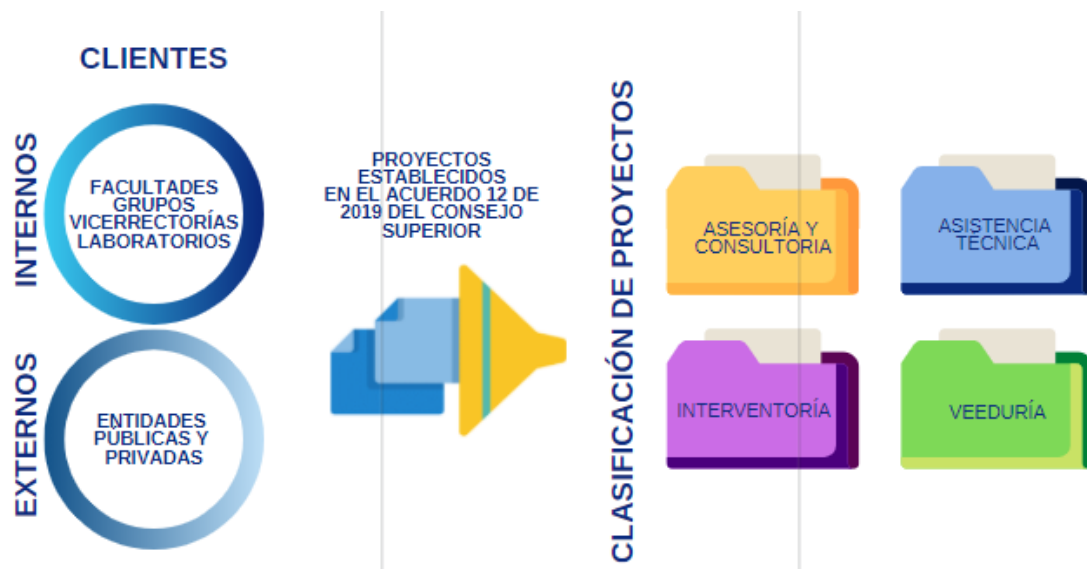 CLIENTES
INTERNOS
FACULTADES
GRUPOS
VICERRECTORÍAS
LABORATORIOS
EXTERNOS
ENTIDADES
PÚBLICAS Y
PRIVADAS
PROYECTOS
ESTABLECIDOS
EN EL ACUERDO 12 DE
2019 DEL CONSEJO
SUPERIOR
CLASIFICACIÓN DE PROYECTOS
ASESORÍA Y
CONSULTORIA
ASISTENCIA
TÉCNICA
INTERVENTORÍA
VEEDURÍA